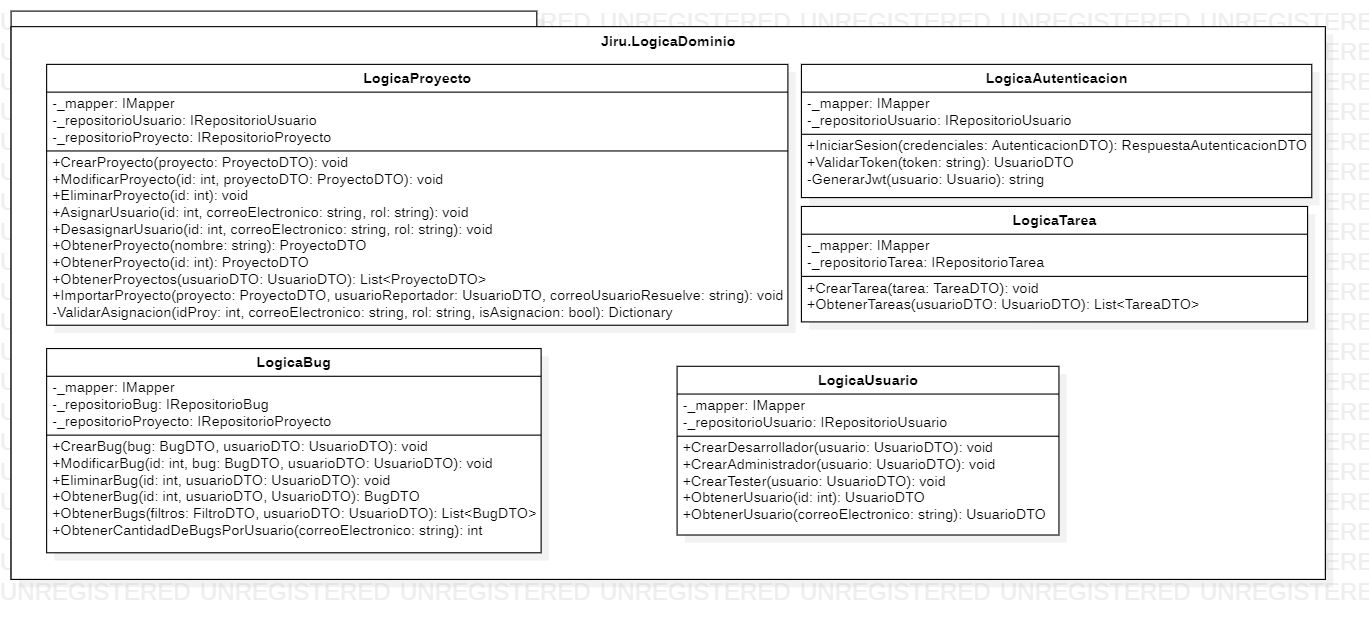 Jiru.LogicaDominio
LogicaProyecto
-_mapper: IMapper
-_repositorioUsuario: IRepositorioUsuario
-_repositorioProyecto: IRepositorioProyecto
+CrearProyecto(proyecto: ProyectoDTO): void
+ModificarProyecto(id: int, proyectoDTO: ProyectoDTO): void
+EliminarProyecto(id: int): void
+AsignarUsuario(id: int, correoElectronico: string, rol: string): void
+DesasignarUsuario(id: int, correoElectronico: string, rol: string): void
+ObtenerProyecto(nombre: string): ProyectoDTO
+ObtenerProyecto(id: int): ProyectoDTO
+ObtenerProyectos(usuarioDTO: UsuarioDTO): List<ProyectoDTO>
+ImportarProyecto(proyecto: ProyectoDTO, usuarioReportador: UsuarioDTO, correoUsuarioResuelve: string): void
-ValidarAsignacion(idProy: int, correoElectronico: string, rol: string, isAsignacion: bool): Dictionary
LogicaAutenticacion
-_mapper: IMapper
-_repositorioUsuario: IRepositorioUsuario
+IniciarSesion(credenciales: AutenticacionDTO): RespuestaAutenticacionDTO
+ValidarToken(token: string): UsuarioDTO
-GenerarJwt(usuario: Usuario): string
LogicaTarea
-_mapper: IMapper
-_repositorioTarea: IRepositorioTarea
+CrearTarea(tarea: TareaDTO): void
+ObtenerTareas(usuarioDTO: UsuarioDTO): List<TareaDTO>
LogicaBug
-_mapper: IMapper
-_repositorioBug: IRepositorioBug
-_repositorioProyecto: IRepositorioProyecto
+CrearBug(bug: BugDTO, usuarioDTO: UsuarioDTO): void
+ModificarBug(id: int, bug: BugDTO, usuarioDTO: UsuarioDTO): void
+EliminarBug(id: int, usuarioDTO: UsuarioDTO): void
+ObtenerBug(id: int, usuarioDTO, UsuarioDTO): BugDTO
+ObtenerBugs(filtros: FiltroDTO, usuarioDTO: UsuarioDTO): List<BugDTO>
+ObtenerCantidadDeBugsPorUsuario(correoElectronico: string): int
LogicaUsuario
-_mapper: IMapper
-_repositorioUsuario: IRepositorioUsuario
+CrearDesarrollador(usuario: UsuarioDTO): void
+CrearAdministrador(usuario: UsuarioDTO): void
+CrearTester(usuario: UsuarioDTO): void
+ObtenerUsuario(id: int): UsuarioDTO
+ObtenerUsuario(correoElectronico: string): UsuarioDTO
UNREGISTERED UNREGISTERED UNREGISTERED UNREGISTERED UNREGISTERED UNREGISTERED